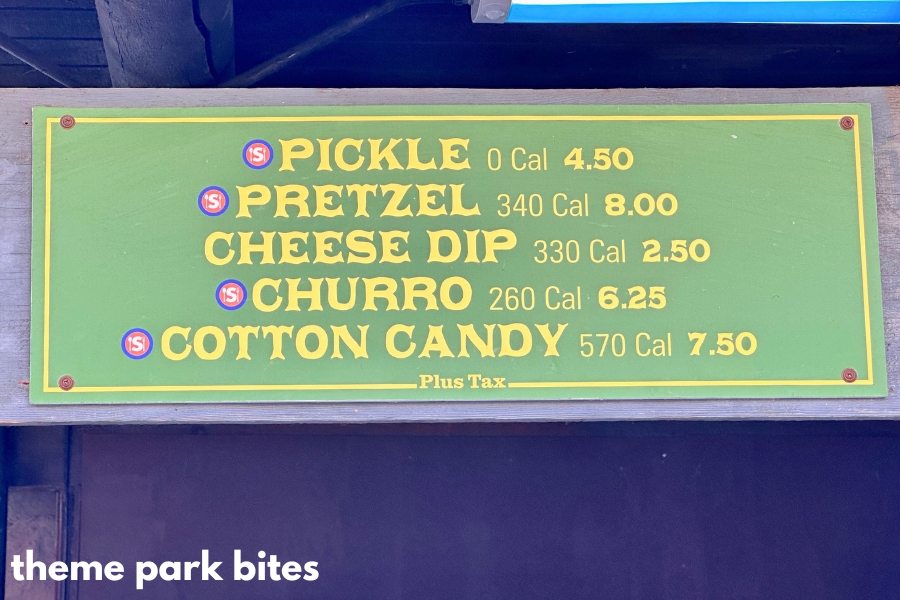 S PICKLE 0 Cal 4.50
S PRETZEL 340 Cal 8.00
CHEESE DIP 330 Cal 2.50
S CHURRO 260 Cal 6.25
S COTTON CANDY 570 Cal 7.50
Plus Tax
theme park bites